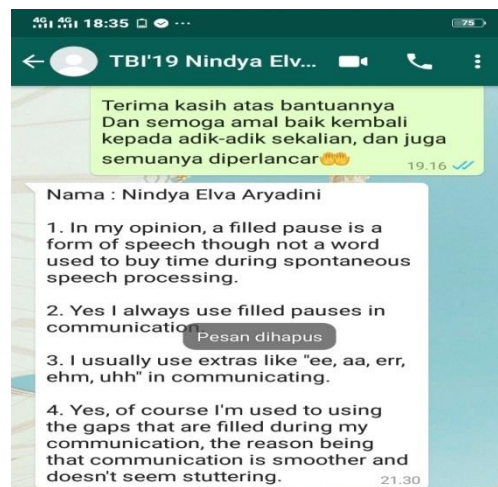 4G 4G 18:35 75
TBI'19 Nindya Elv...
Terima kasih atas bantuannya
Dan semoga amal baik kembali
kepada adik-adik sekalian, dan juga
semuanya diperlancar🤲🤲
19.16
Nama : Nindya Elva Aryadini
1. In my opinion, a filled pause is a
form of speech though not a word
used to buy time during spontaneous
speech processing.
2. Yes I always use filled pauses in
communication.
Pesan dihapus
3. I usually use extras like "ee, aa, err,
ehm, uhh" in communicating.
4. Yes, of course I'm used to using
the gaps that are filled during my
communication, the reason being
that communication is smoother and
doesn't seem stuttering.
21.30